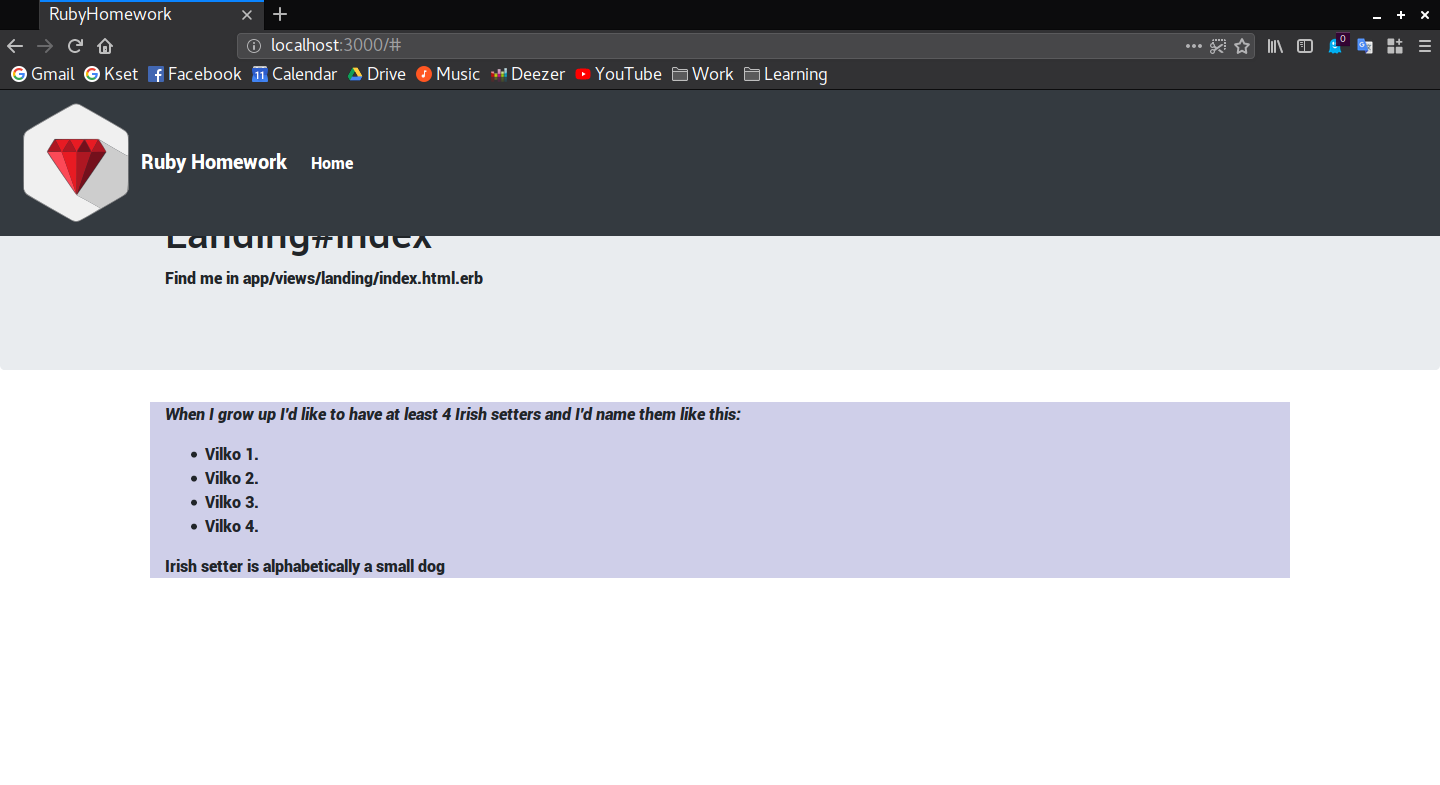 RubyHomework
localhost:3000/#
0
Gmail Kset Facebook 11 Calendar Drive Music Deezer YouTube Work Learning
Ruby Homework Home
Landing#index
Find me in app/views/landing/index.html.erb
When I grow up I'd like to have at least 4 Irish setters and I'd name them like this:
• Vilko 1.
• Vilko 2.
• Vilko 3.
• Vilko 4.
Irish setter is alphabetically a small dog